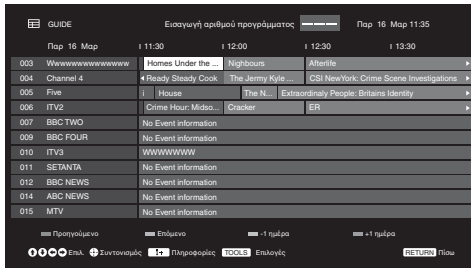 GUIDE Εισαγωγή αριθμού προγράμματος Παρ 16 Μαρ 11:35
Παρ 16 Μαρ 11:30 12:00 12:30 13:30
003 Wwwwwwwwwwwwww Homes Under the ... Nighbours Afterlife
004 Channel 4 Ready Steady Cook The Jermy Kyle ... CSI NewYork: Crime Scene Investigations
005 Five i House The N... Extraordinaly People: Britains Identity
006 ITV2 Crime Hour: Midso... Cracker ER
007 BBC TWO No Event information
009 BBC FOUR No Event information
010 ITV3 WWWWWWW
011 SETANTA No Event information
012 BBC NEWS No Event information
014 ABC NEWS No Event information
015 MTV No Event information
Προηγούμενο Επόμενο -1 ημέρα +1 ημέρα
Επιλ. Συντονισμός Πληροφορίες TOOLS Επιλογές RETURN Πίσω